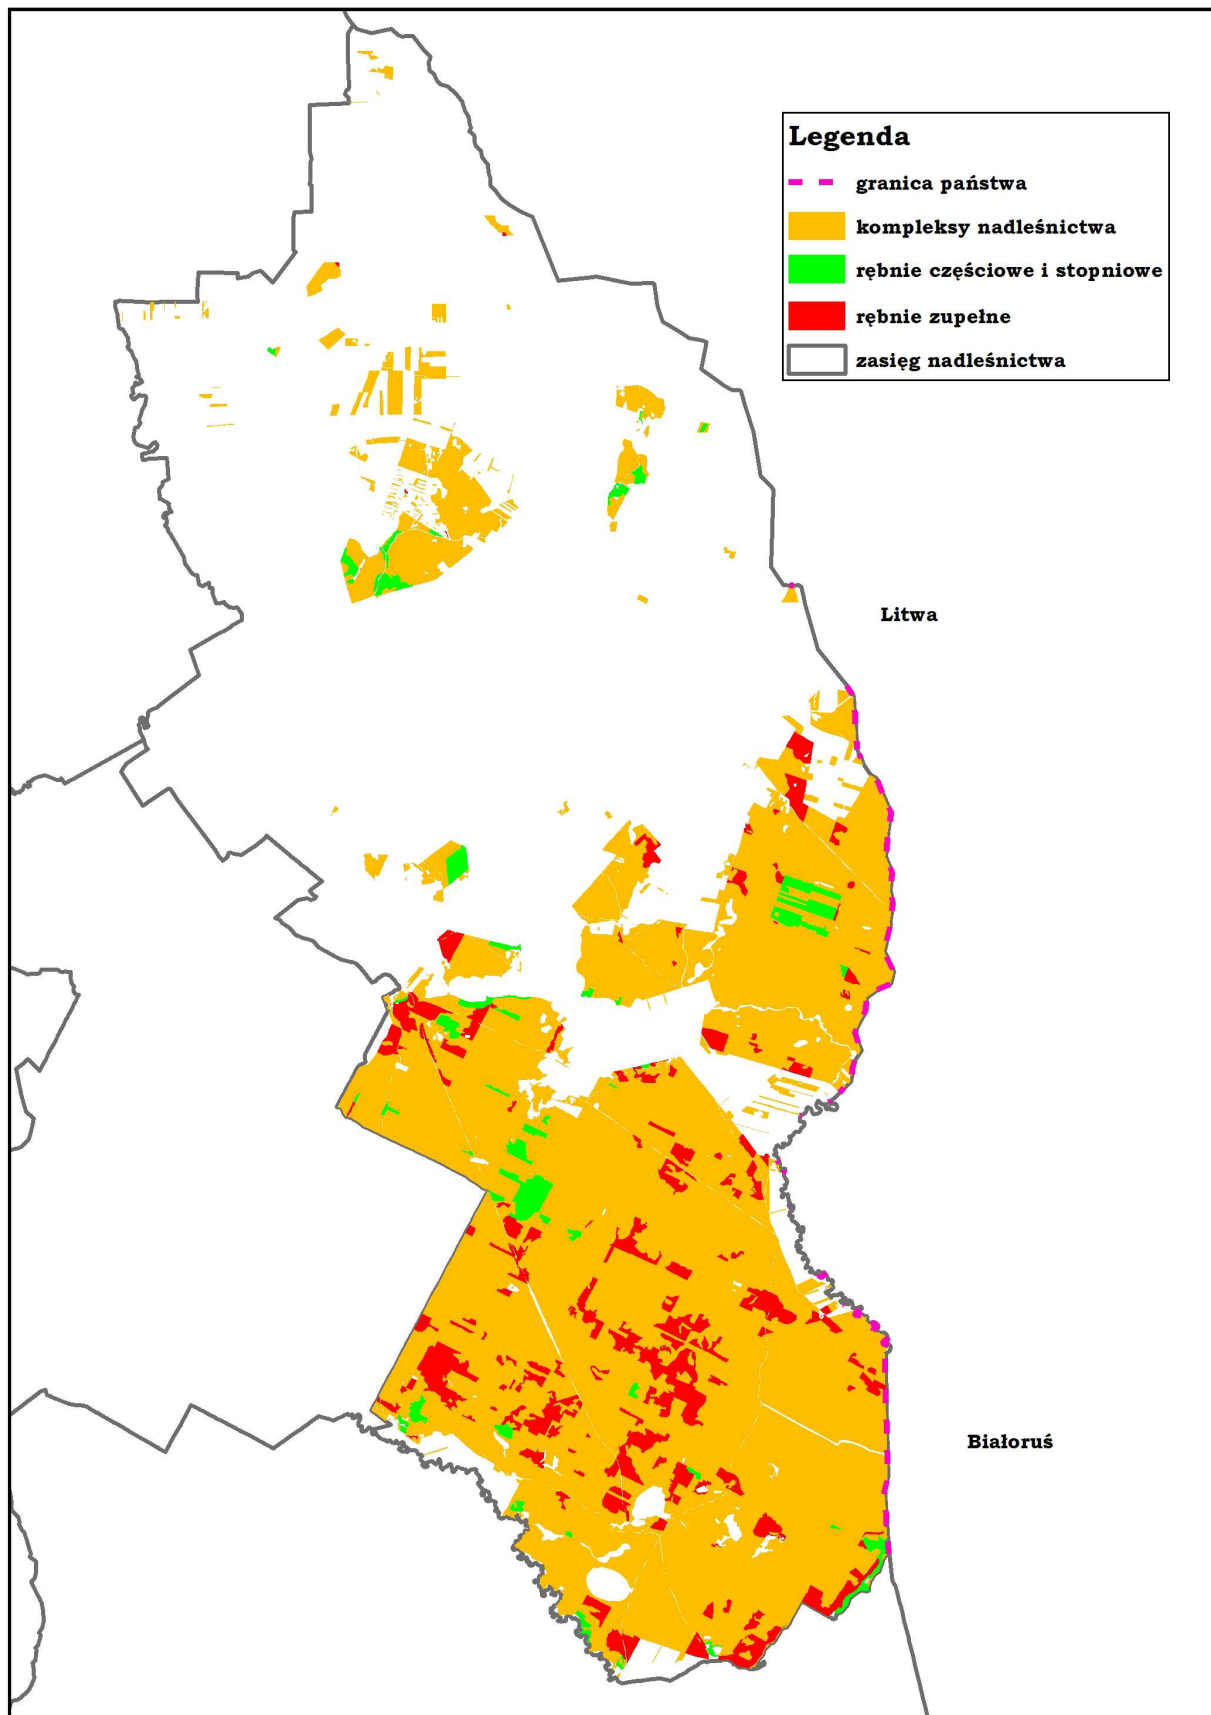 Legenda
granica państwa
kompleksy nadleśnictwa
rębnie częściowe i stopniowe
rębnie zupełne
zasięg nadleśnictwa
Litwa
Białoruś